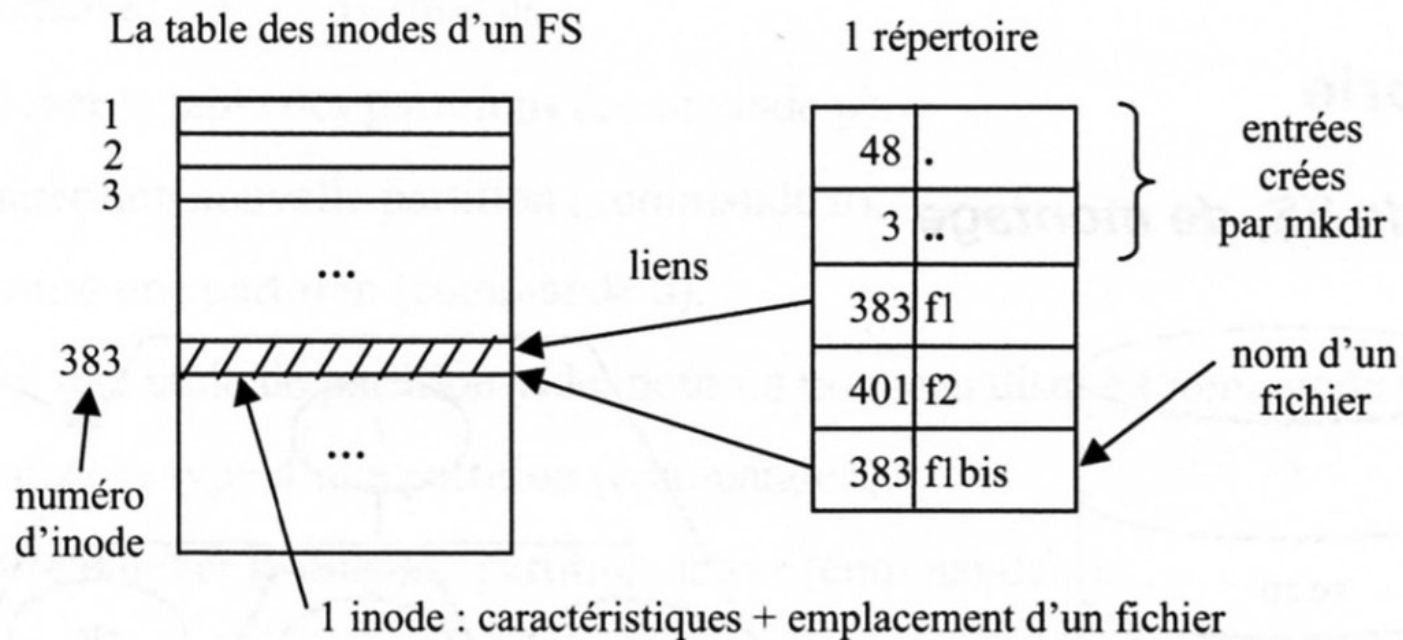 La table des inodes d'un FS
1 répertoire
1
2
3
...
383
...
numéro
d'inode
liens
48 .
3 ..
383 f1
401 f2
383 f1bis
entrées
crées
par mkdir
nom d'un
fichier
1 inode : caractéristiques + emplacement d'un fichier